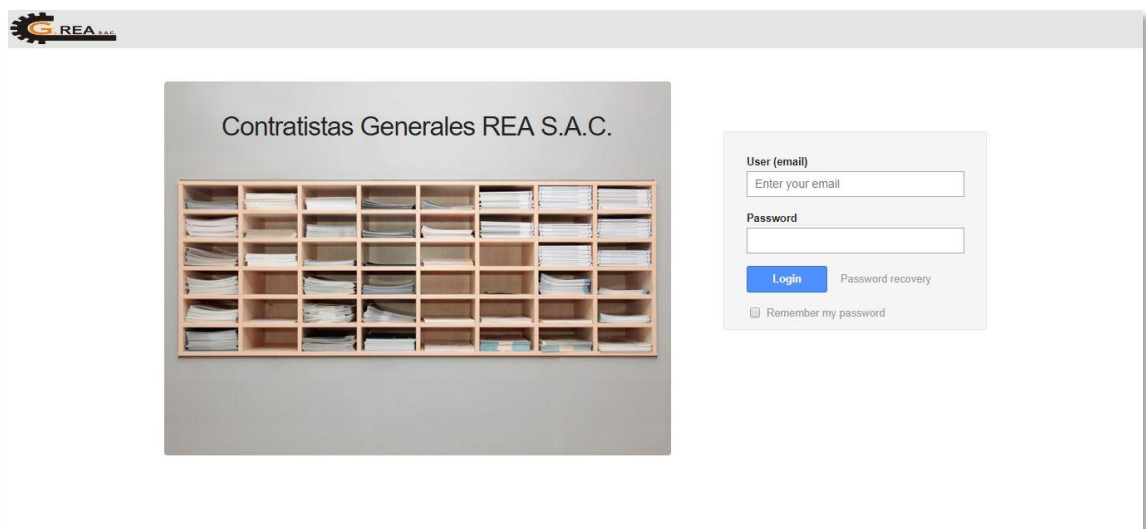 G REA S.A.C.
Contratistas Generales REA S.A.C.
User (email)
Enter your email
Password
Login
Password recovery
Remember my password